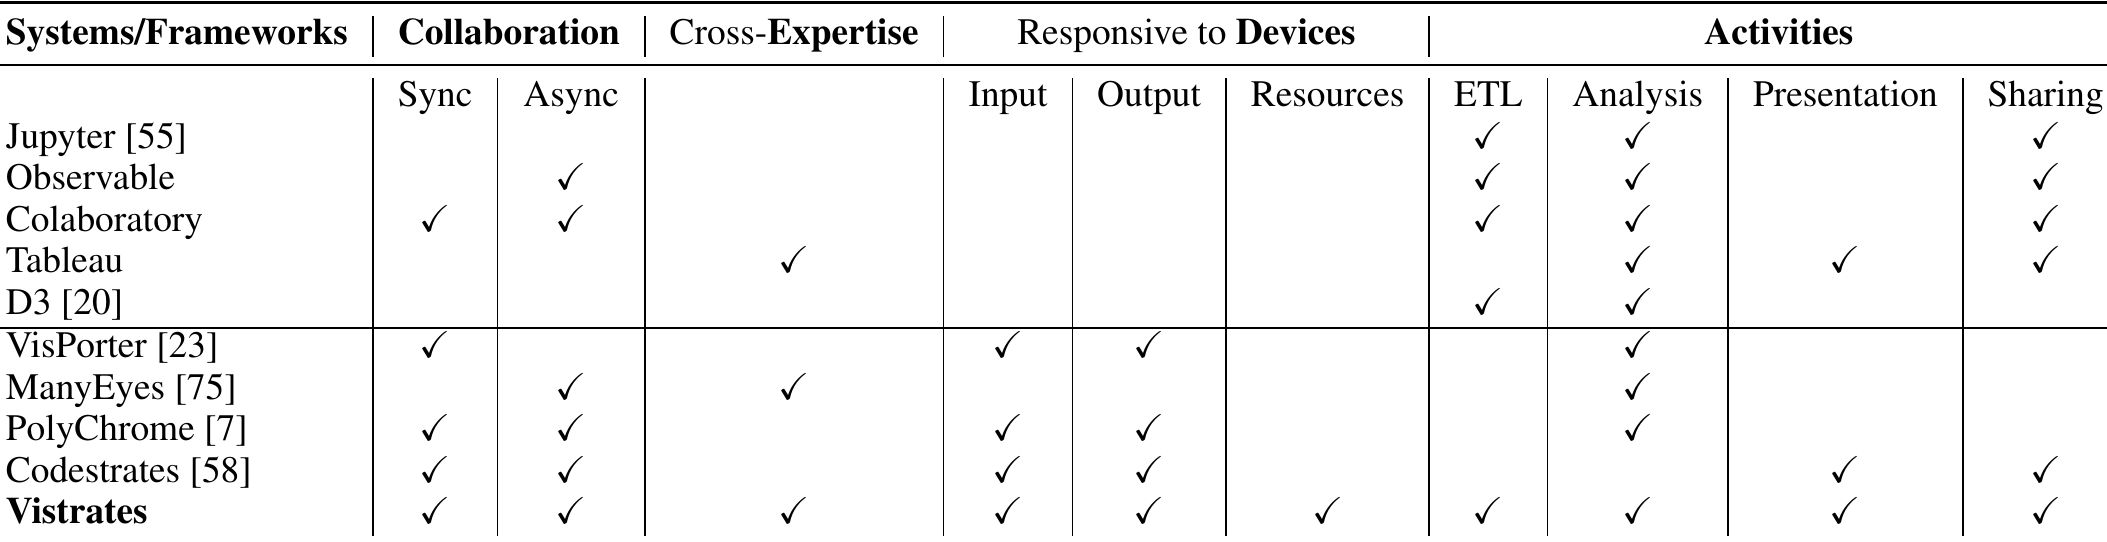 Systems/Frameworks Collaboration Cross-Expertise Responsive to Devices Activities
Sync Async Input Output Resources ETL Analysis Presentation Sharing
Jupyter [55] ✓ ✓ ✓
Observable ✓ ✓ ✓ ✓
Colaboratory ✓ ✓ ✓ ✓ ✓
Tableau ✓ ✓ ✓ ✓
D3 [20] ✓ ✓
VisPorter [23] ✓ ✓ ✓ ✓
ManyEyes [75] ✓ ✓ ✓
PolyChrome [7] ✓ ✓ ✓ ✓ ✓
Codestrates [58] ✓ ✓ ✓ ✓ ✓ ✓
Vistrates ✓ ✓ ✓ ✓ ✓ ✓ ✓ ✓ ✓ ✓